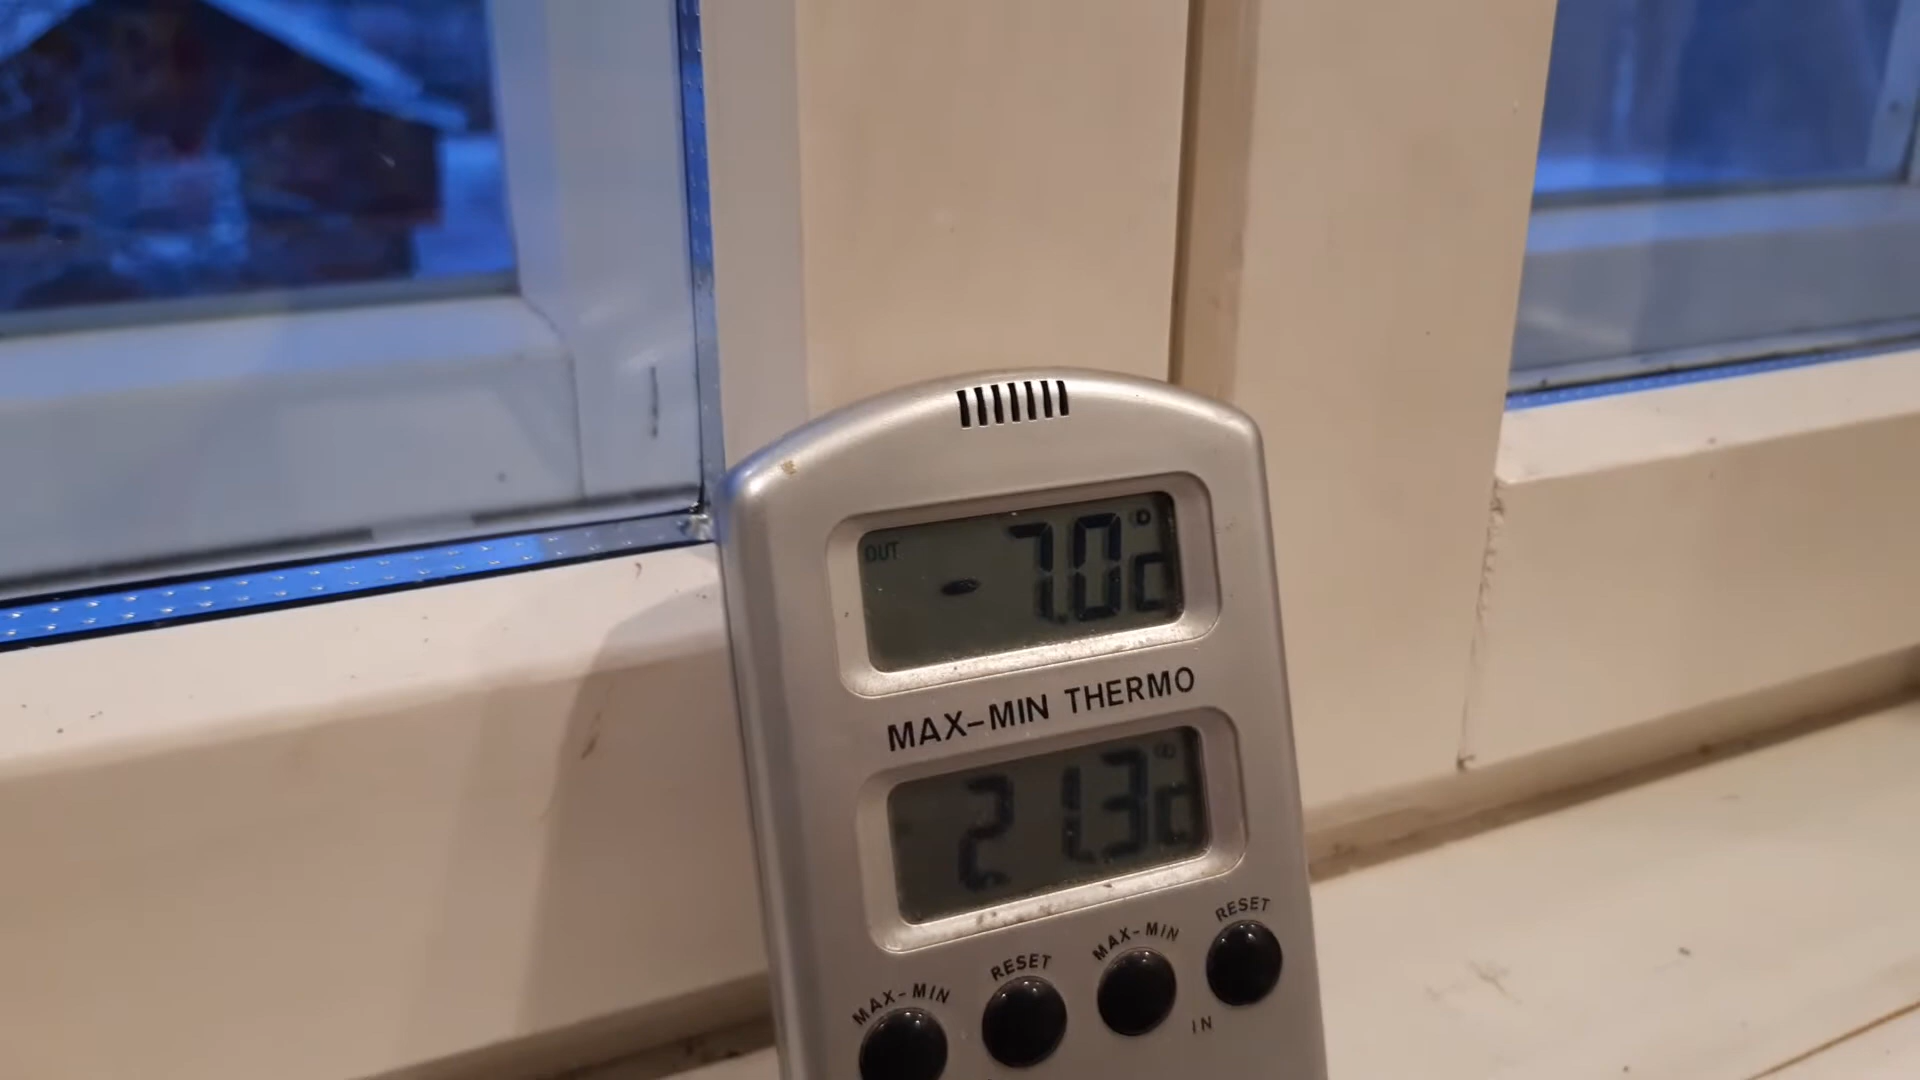 OUT
-7.0°C
MAX-MIN THERMO
21.3°C
MAX-MIN RESET MAX-MIN RESET
IN